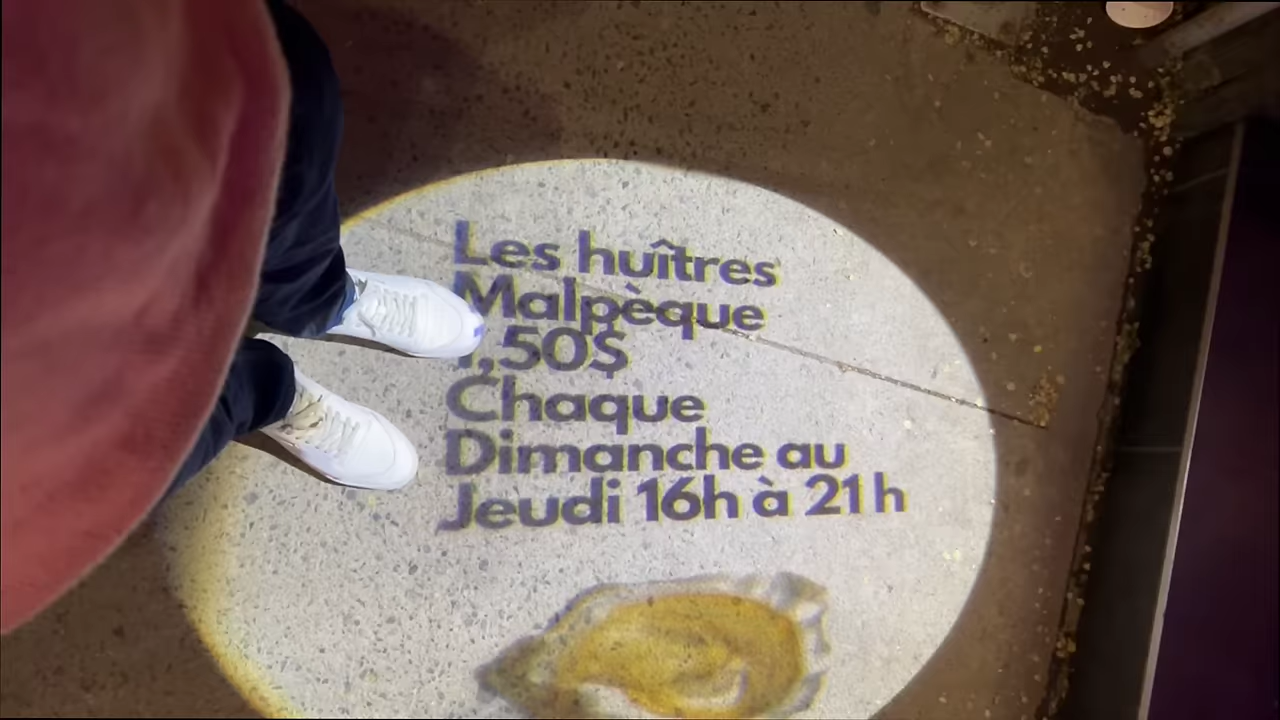 Les huîtres
Malpèque
1,50$
Chaque
Dimanche au
Jeudi 16h à 21h